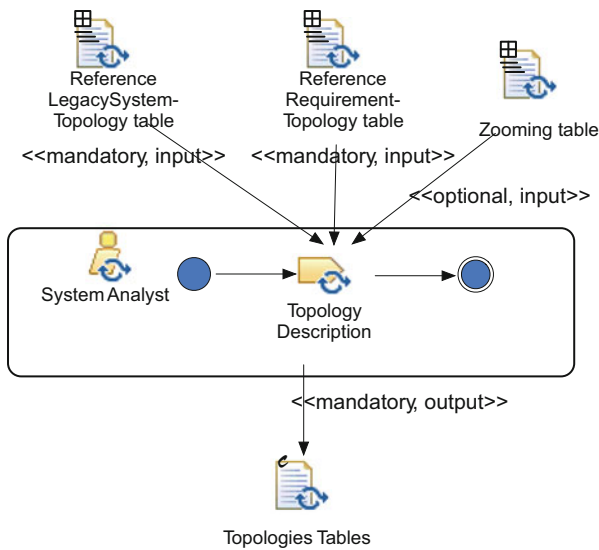 Reference
LegacySystem-
Topology table
Reference
Requirement-
Topology table
Zooming table
<<mandatory, input>>
<<mandatory, input>>
<<optional, input>>
System Analyst
Topology
Description
<<mandatory, output>>
Topologies Tables